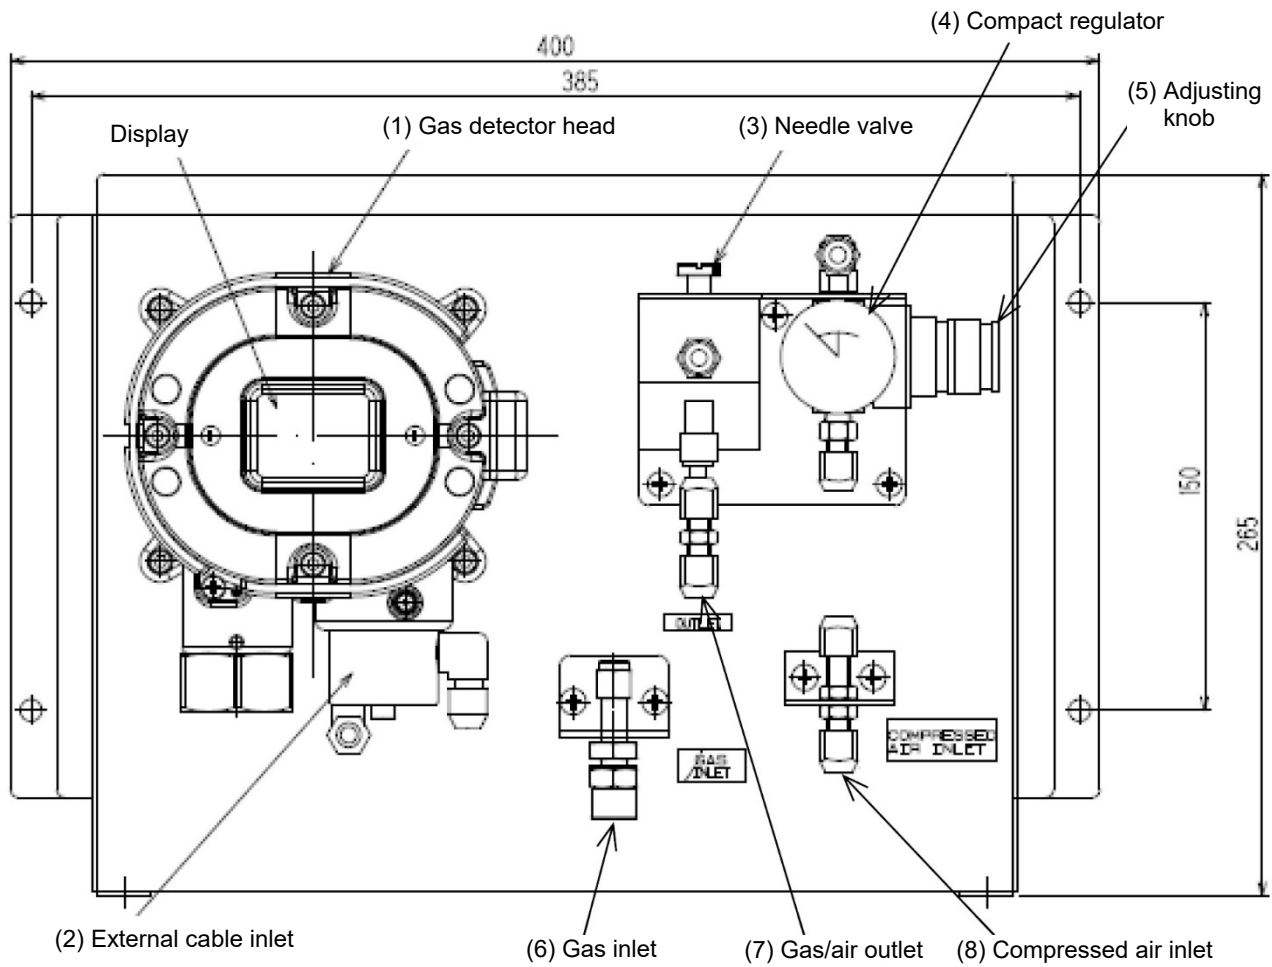 (4) Compact regulator
400
385
(5) Adjusting
knob
Display
(1) Gas detector head
(3) Needle valve
150
265
OUTLET
COMPRESSED
AIR INLET
GAS
INLET
(2) External cable inlet
(6) Gas inlet
(7) Gas/air outlet
(8) Compressed air inlet